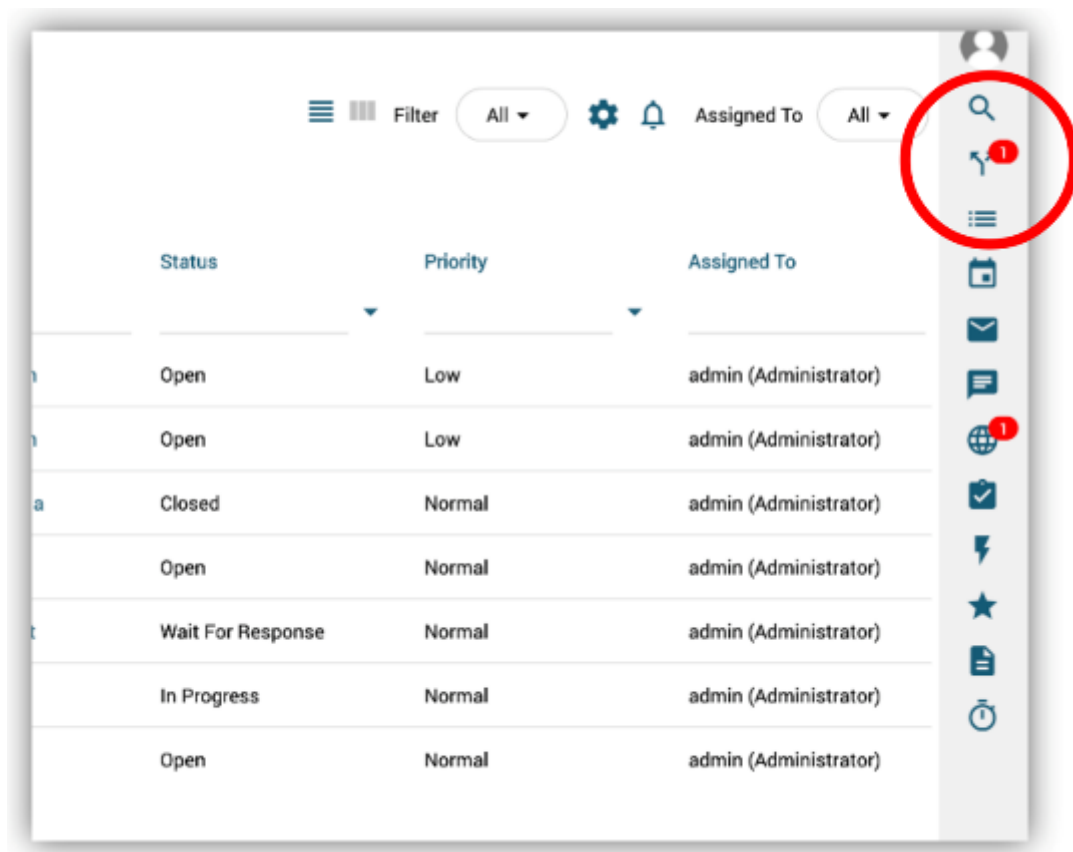 Filter All Assigned To All
1
Status Priority Assigned To
Open Low admin (Administrator)
Open Low admin (Administrator)
1
a Closed Normal admin (Administrator)
Open Normal admin (Administrator)
t Wait For Response Normal admin (Administrator)
In Progress Normal admin (Administrator)
Open Normal admin (Administrator)